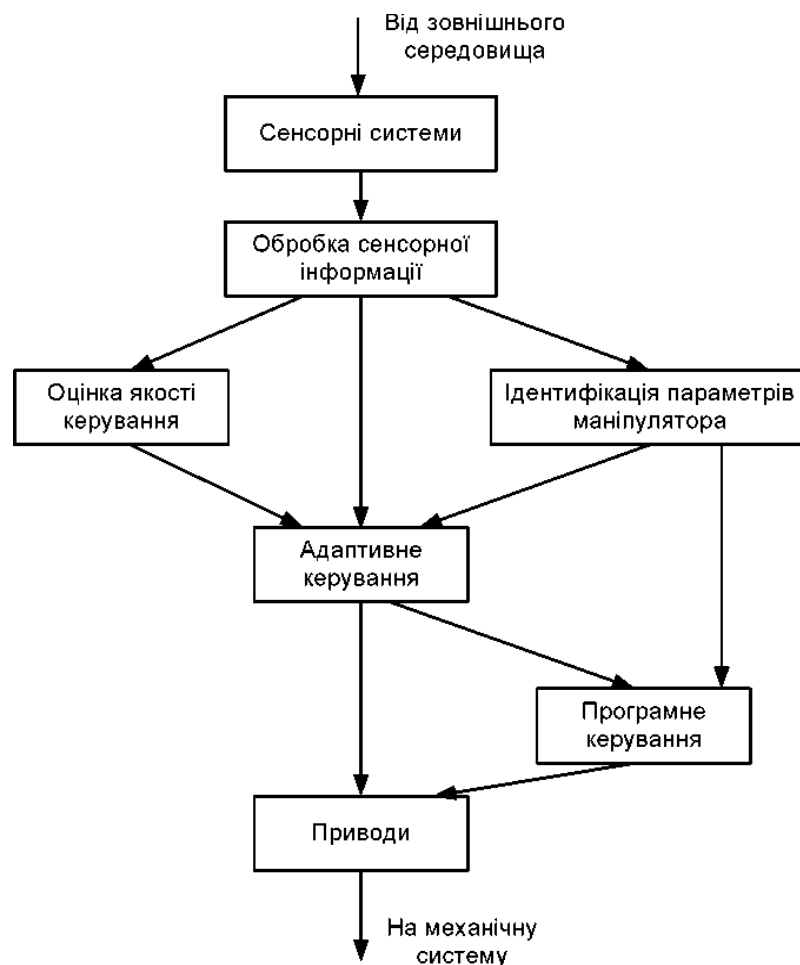 Від зовнішнього
середовища
Сенсорні системи
Обробка сенсорної
інформації
Оцінка якості
керування
Ідентифікація параметрів
маніпулятора
Адаптивне
керування
Програмне
керування
Приводи
На механічну
систему